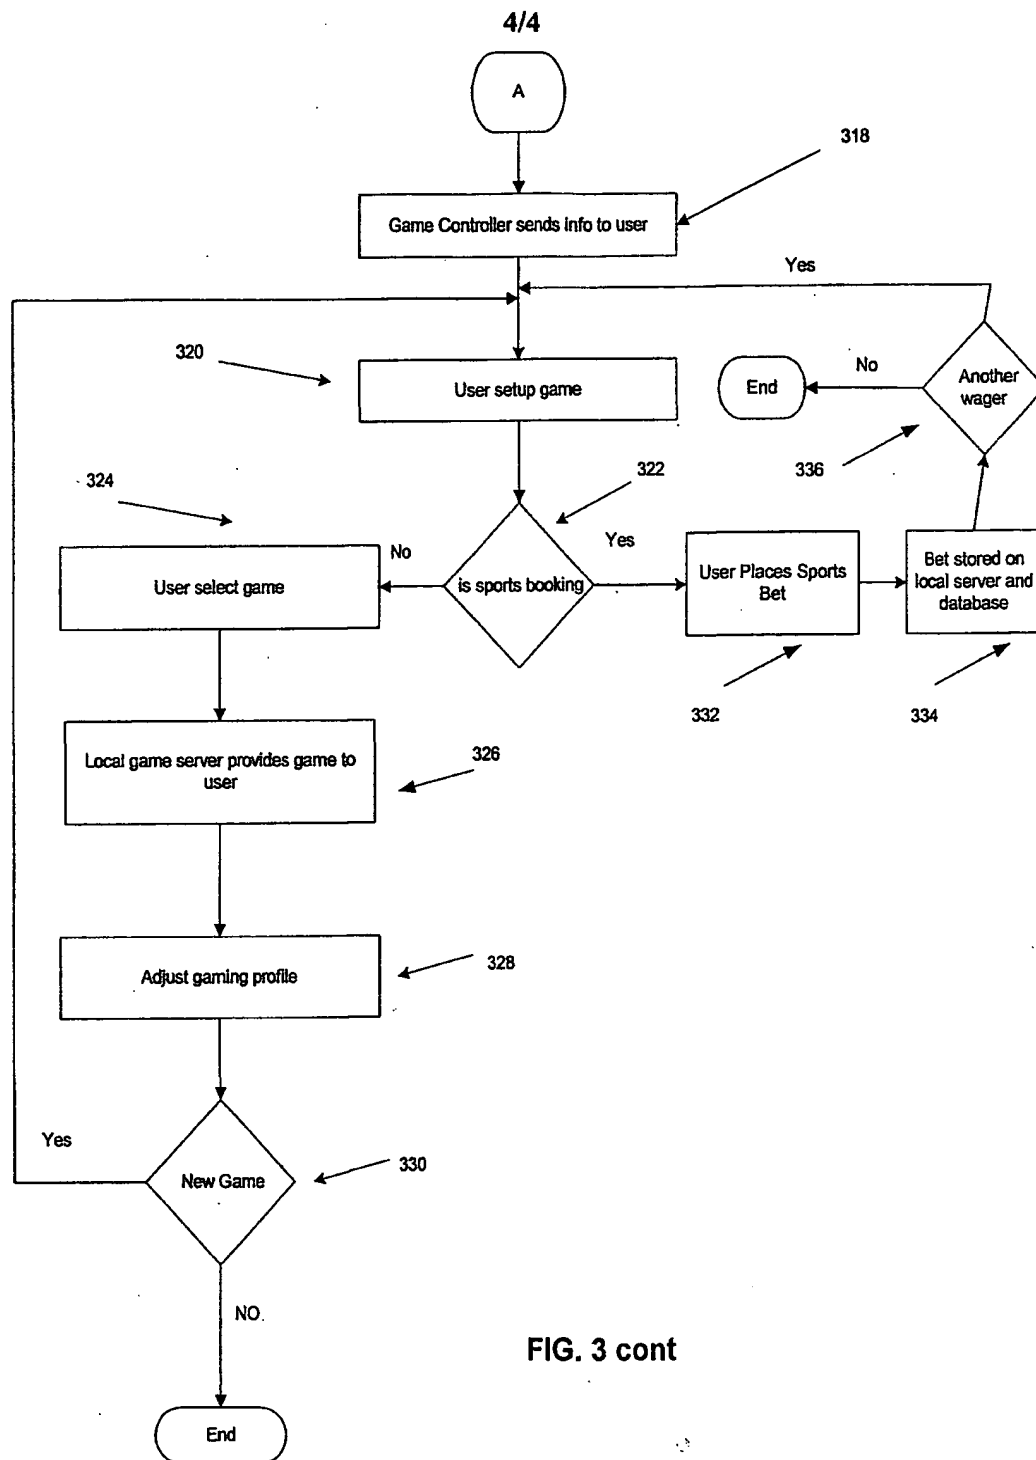 4/4
A
318
Game Controller sends info to user
Yes
320
User setup game
End
No
Another
wager
336
324
322
No
Yes
User select game
is sports booking
User Places Sports
Bet
Bet stored on
local server and
database
332
334
Local game server provides game to
user
326
Adjust gaming profile
328
Yes
New Game
330
NO
FIG. 3 cont
End